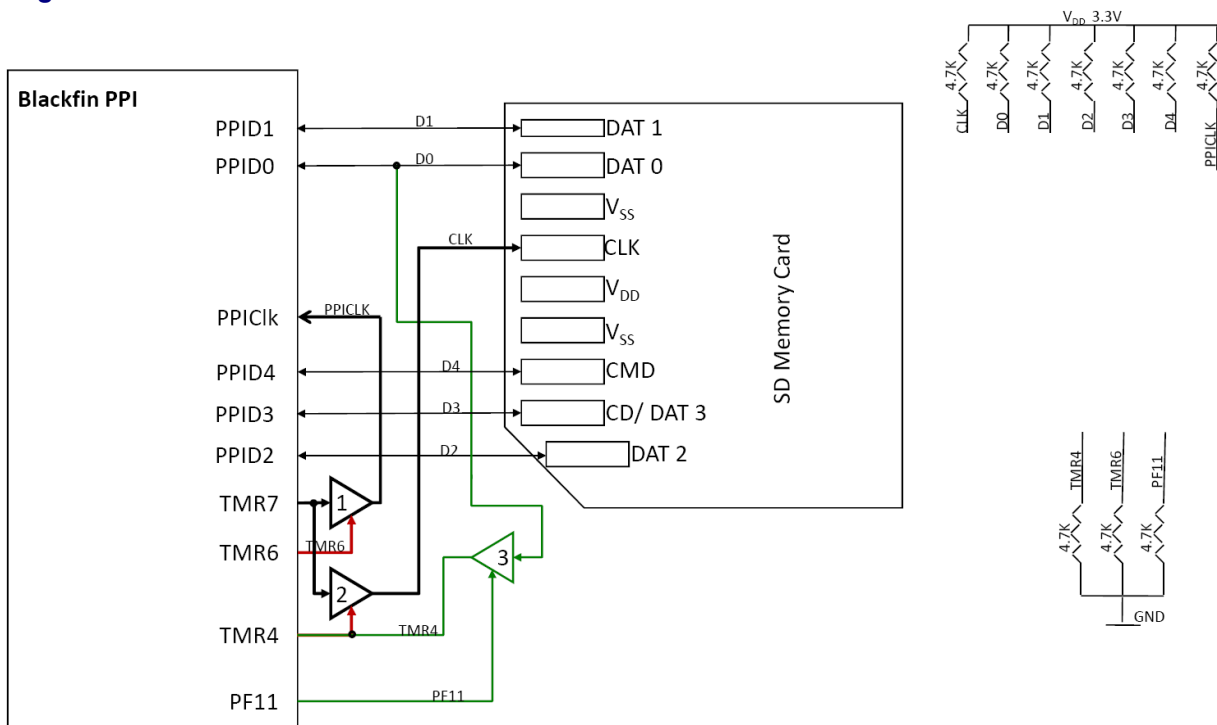 Blackfin PPI
PPID1
D1
DAT 1
PPID0
D0
DAT 0
VSS
CLK
CLK
VDD
PPIClk
PPICLK
VSS
PPID4
D4
CMD
PPID3
D3
CD/ DAT 3
PPID2
D2
DAT 2
SD Memory Card
TMR7
1
TMR6
TMR6
3
2
TMR4
TMR4
PF11
PF11
VDD 3.3V
4.7K
4.7K
4.7K
4.7K
4.7K
4.7K
4.7K
CLK
D0
D1
D2
D3
D4
PPICLK
TMR4
TMR6
PF11
4.7K
4.7K
4.7K
GND